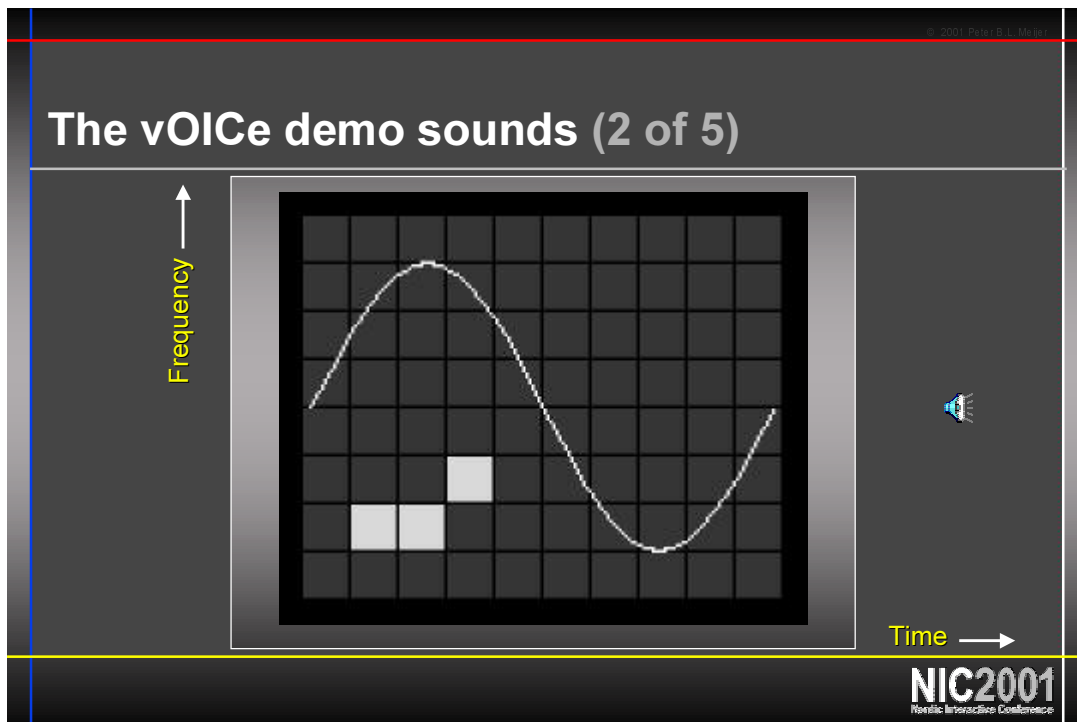 © 2001 Peter B.L. Meijer
The vOICe demo sounds (2 of 5)
Frequency
Time
NIC2001
Nordic Interactive Conference